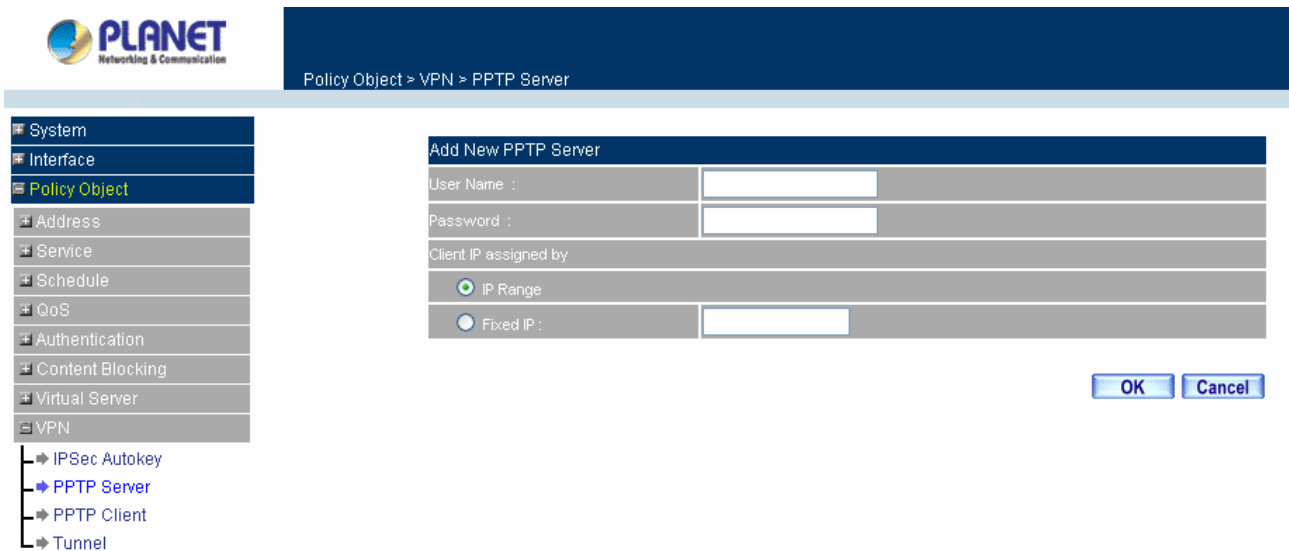 PLANET
Networking & Communication
Policy Object > VPN > PPTP Server
System
Interface
Policy Object
Address
Service
Schedule
QoS
Authentication
Content Blocking
Virtual Server
VPN
IPSec Autokey
PPTP Server
PPTP Client
Tunnel
Add New PPTP Server
User Name :
Password :
Client IP assigned by
IP Range
Fixed IP :
OK Cancel